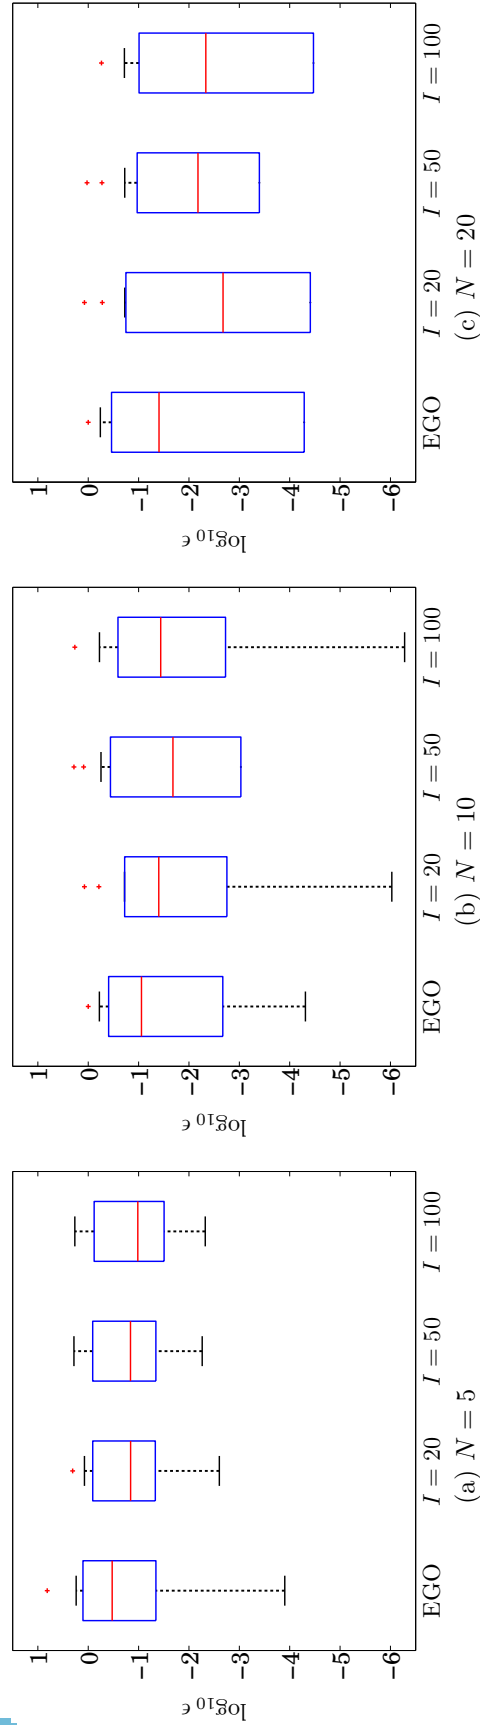 log₁₀ ϵ
1
0
−1
−2
−3
−4
−5
−6
EGO
I = 20
I = 50
I = 100
(a) N = 5
log₁₀ ϵ
1
0
−1
−2
−3
−4
−5
−6
EGO
I = 20
I = 50
I = 100
(b) N = 10
log₁₀ ϵ
1
0
−1
−2
−3
−4
−5
−6
EGO
I = 20
I = 50
I = 100
(c) N = 20